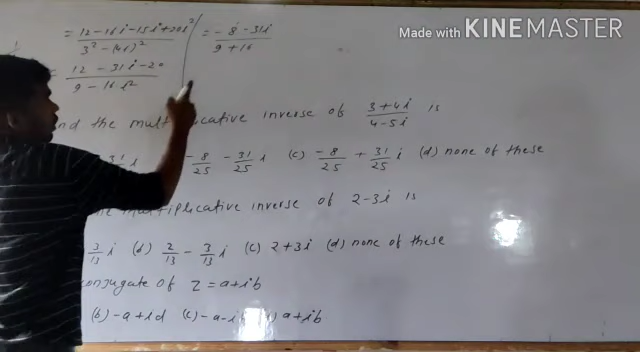 Made with KINEMASTER
= 12-16i-15i+20i² / 3²-(4i)² = -8-31i / 9+16
= 12-31i-20 / 9-16i²
the multiplicative inverse of 3+4i / 4-5i is
31/25 i -8/25 - 31/25 i (c) -8/25 + 31/25 i (d) none of these
multiplicative inverse of 2-3i is
3/13 i (b) 2/13 - 3/13 i (c) 2+3i (d) none of these
conjugate of Z = a+ib
(b) -a+id (c) -a-i a+ib